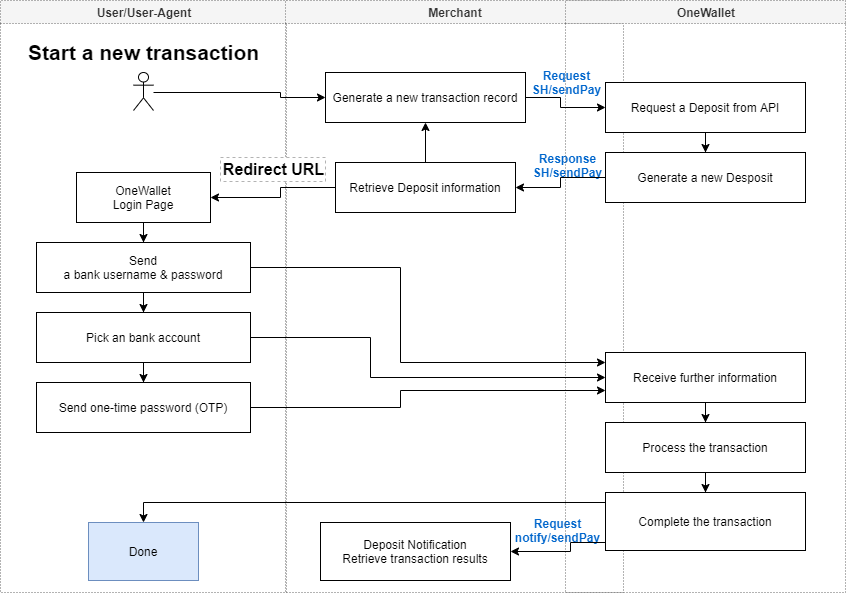 User/User-Agent
Merchant
OneWallet
Start a new transaction
Generate a new transaction record
Request
SH/sendPay
Request a Deposit from API
Redirect URL
Retrieve Deposit information
Response
SH/sendPay
Generate a new Desposit
OneWallet
Login Page
Send
a bank username & password
Pick an bank account
Send one-time password (OTP)
Receive further information
Process the transaction
Complete the transaction
Request
notify/sendPay
Deposit Notification
Retrieve transaction results
Done